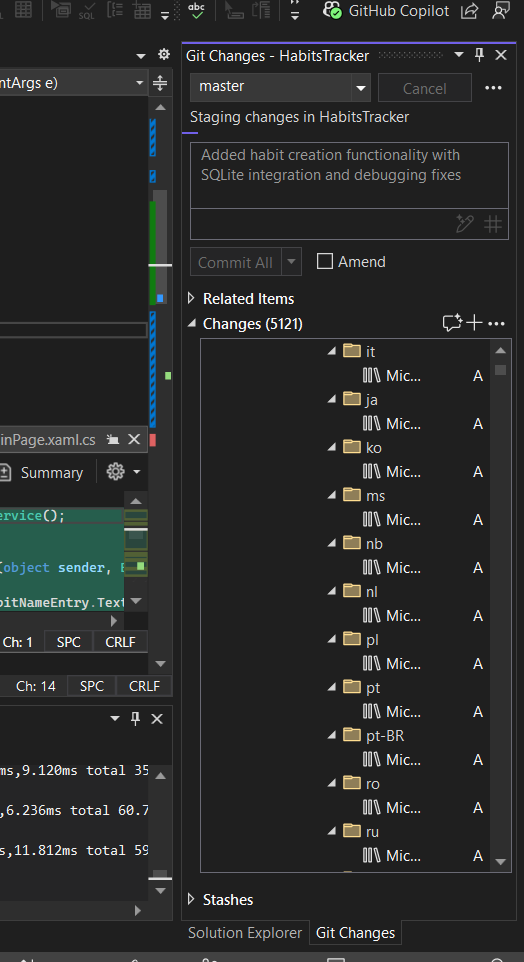 SQL
abc
GitHub Copilot
entArgs e)
Git Changes - HabitsTracker
master
Cancel
Staging changes in HabitsTracker
Added habit creation functionality with
SQLite integration and debugging fixes
Commit All
Amend
Related Items
Changes (5121)
it
Mic... A
ja
Mic... A
ko
Mic... A
ms
Mic... A
nb
Mic... A
nl
Mic... A
pl
Mic... A
pt
Mic... A
pt-BR
Mic... A
ro
Mic... A
ru
Mic... A
Stashes
Solution Explorer
Git Changes
inPage.xaml.cs
Summary
ervice();
(object sender, E
bitNameEntry.Text
Ch: 1 SPC CRLF
Ch: 14 SPC CRLF
ms,9.120ms total 35
,6.236ms total 60.7
s,11.812ms total 59